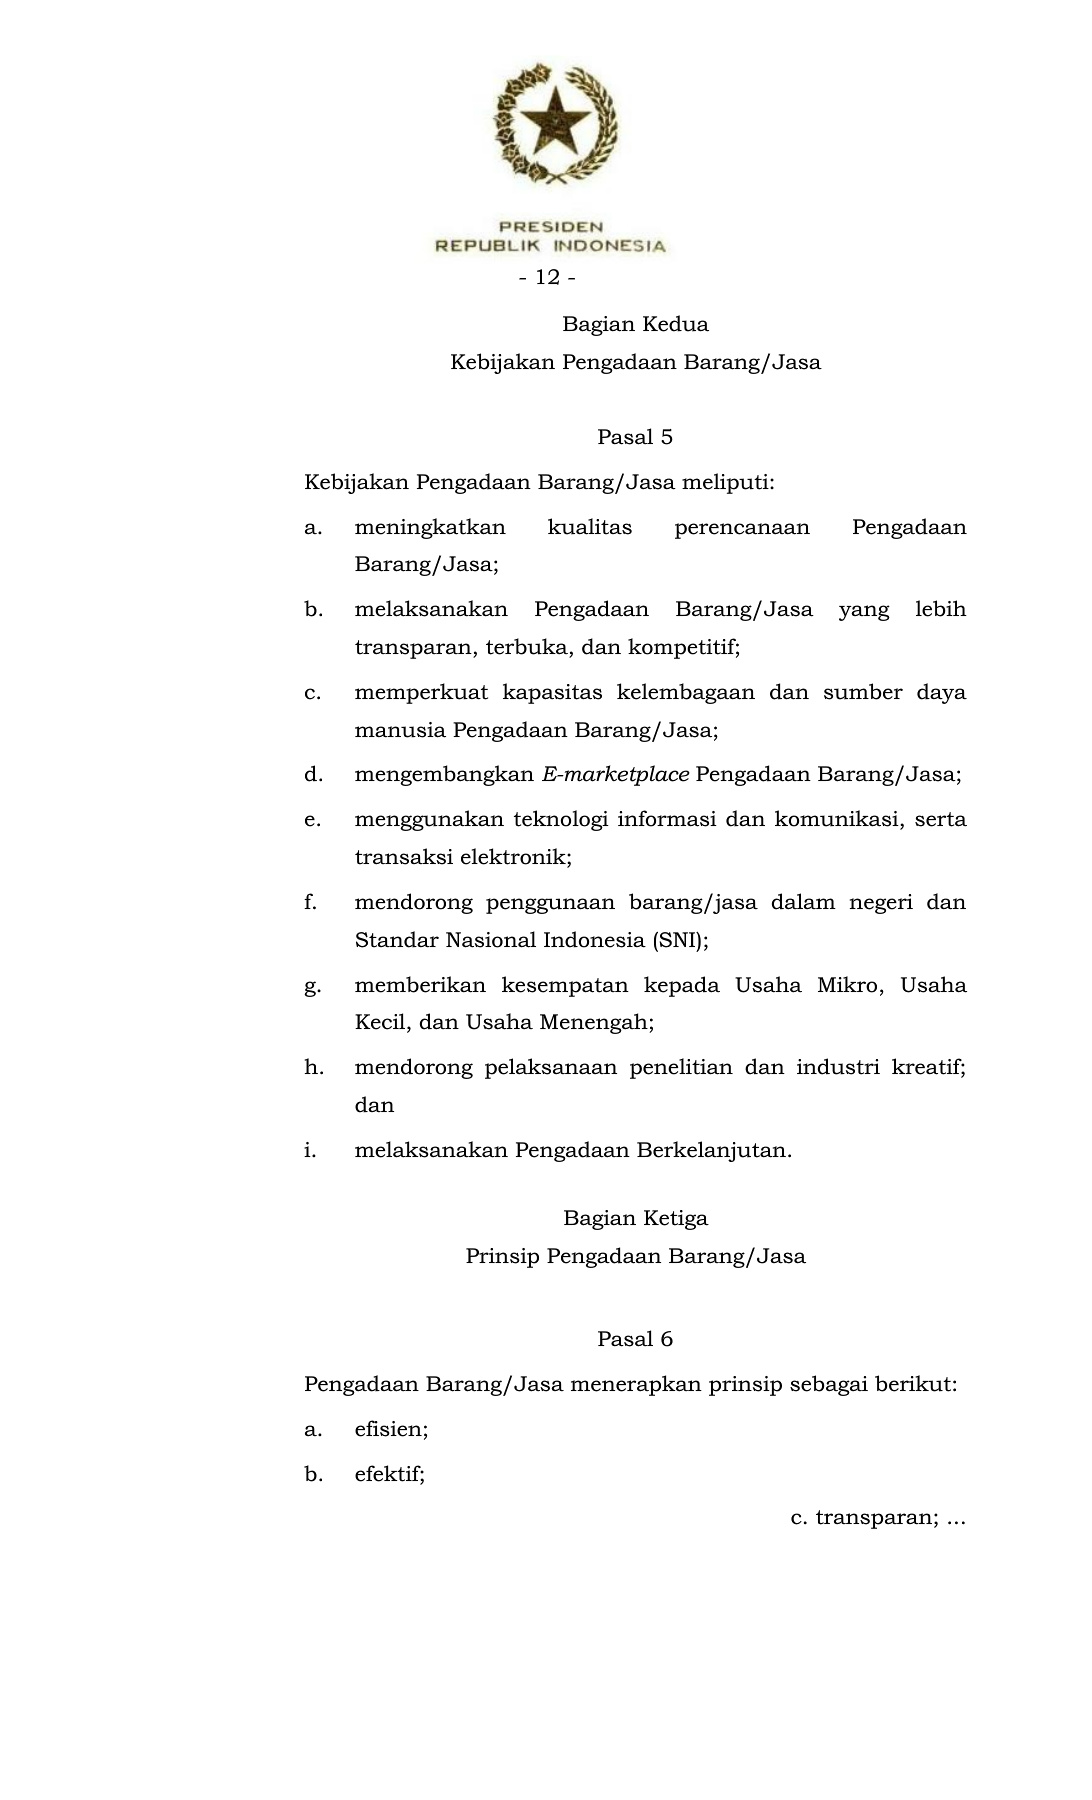 PRESIDEN
REPUBLIK INDONESIA
- 12 -
Bagian Kedua
Kebijakan Pengadaan Barang/Jasa
Pasal 5
Kebijakan Pengadaan Barang/Jasa meliputi:
a. meningkatkan kualitas perencanaan Pengadaan
Barang/Jasa;
b. melaksanakan Pengadaan Barang/Jasa yang lebih
transparan, terbuka, dan kompetitif;
c. memperkuat kapasitas kelembagaan dan sumber daya
manusia Pengadaan Barang/Jasa;
d. mengembangkan E-marketplace Pengadaan Barang/Jasa;
e. menggunakan teknologi informasi dan komunikasi, serta
transaksi elektronik;
f. mendorong penggunaan barang/jasa dalam negeri dan
Standar Nasional Indonesia (SNI);
g. memberikan kesempatan kepada Usaha Mikro, Usaha
Kecil, dan Usaha Menengah;
h. mendorong pelaksanaan penelitian dan industri kreatif;
dan
i. melaksanakan Pengadaan Berkelanjutan.
Bagian Ketiga
Prinsip Pengadaan Barang/Jasa
Pasal 6
Pengadaan Barang/Jasa menerapkan prinsip sebagai berikut:
a. efisien;
b. efektif;
c. transparan; ...